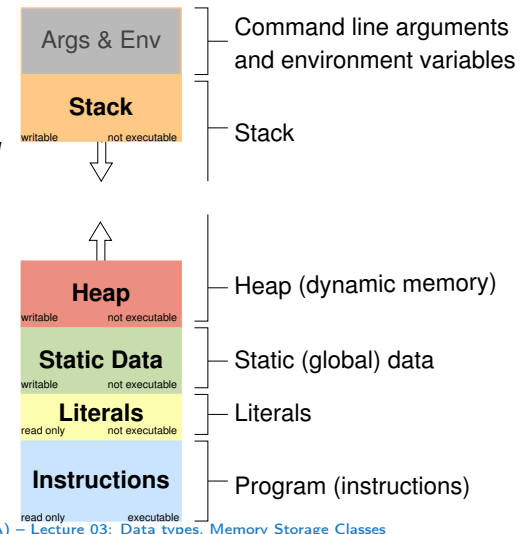 Args & Env
Command line arguments
and environment variables
Stack
writable not executable
Stack
Heap
writable not executable
Heap (dynamic memory)
Static Data
writable not executable
Static (global) data
Literals
read only not executable
Literals
Instructions
read only executable
Program (instructions)
– Lecture 03: Data types, Memory Storage Classes